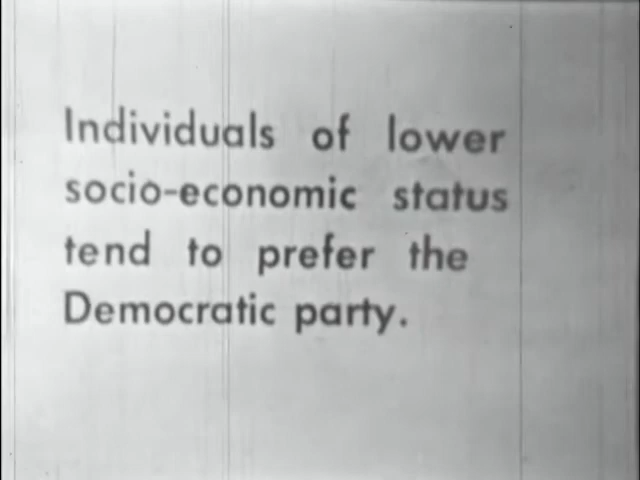 Individuals of lower
socio-economic status
tend to prefer the
Democratic party.